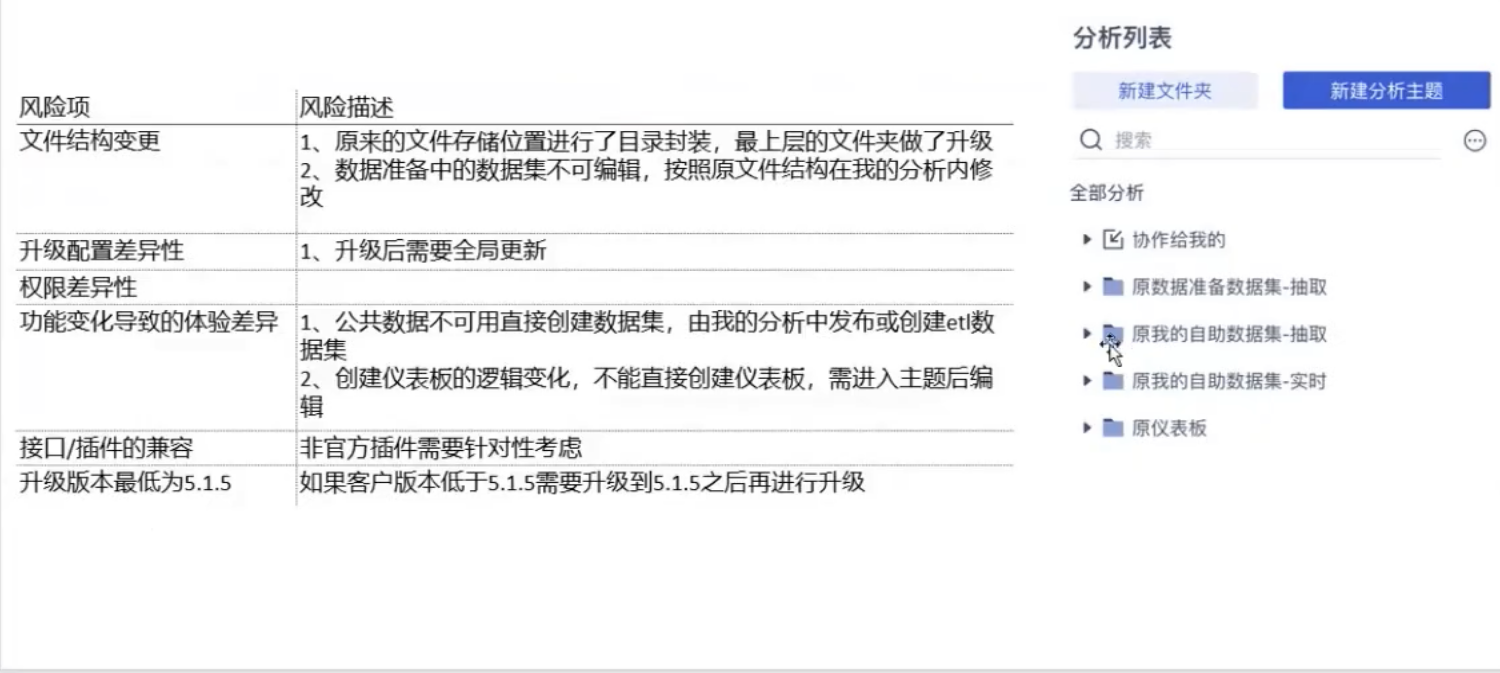 风险项 风险描述
文件结构变更 1、原来的文件存储位置进行了目录封装，最上层的文件夹做了升级
2、数据准备中的数据集不可编辑，按照原文件结构在我的分析内修
改
升级配置差异性 1、升级后需要全局更新
权限差异性
功能变化导致的体验差异 1、公共数据不可用直接创建数据集，由我的分析中发布或创建etl数
据集
2、创建仪表板的逻辑变化，不能直接创建仪表板，需进入主题后编
辑
接口/插件的兼容 非官方插件需要针对性考虑
升级版本最低为5.1.5 如果客户版本低于5.1.5需要升级到5.1.5之后再进行升级
分析列表
新建文件夹 新建分析主题
搜索
全部分析
协作给我的
原数据准备数据集-抽取
原我的自助数据集-抽取
原我的自助数据集-实时
原仪表板